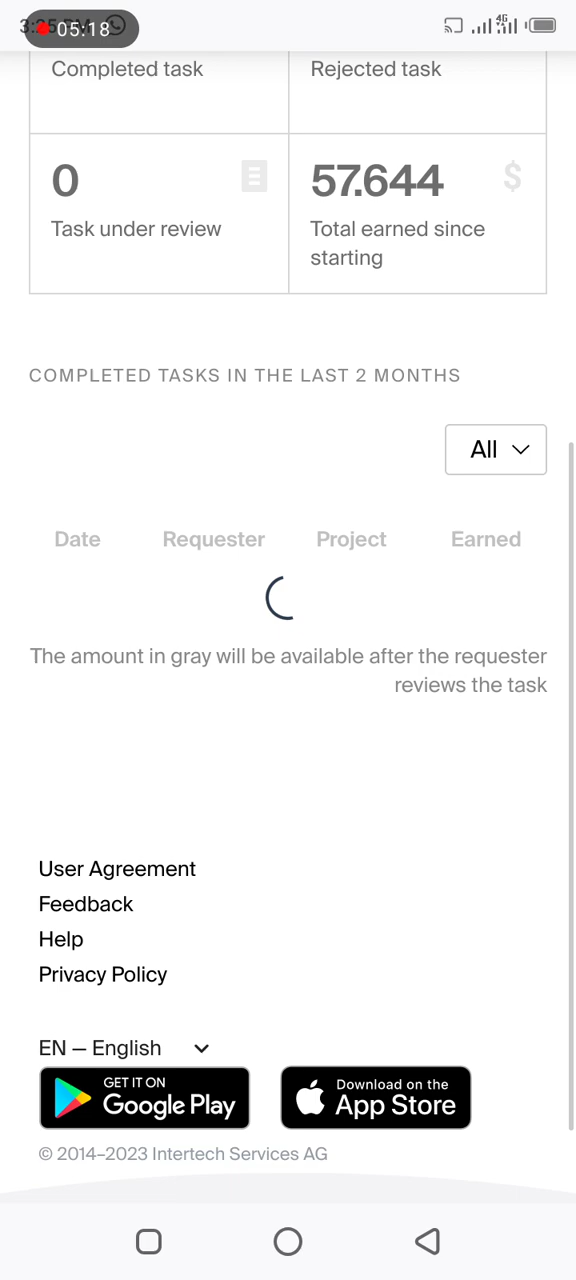 05:18
4G
Completed task
Rejected task
0
Task under review
57.644
$
Total earned since
starting
COMPLETED TASKS IN THE LAST 2 MONTHS
All
Date Requester Project Earned
The amount in gray will be available after the requester
reviews the task
User Agreement
Feedback
Help
Privacy Policy
EN — English
GET IT ON
Google Play
Download on the
App Store
© 2014–2023 Intertech Services AG